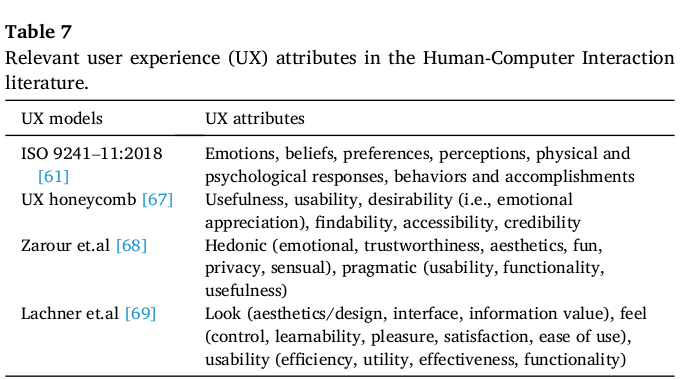 Table 7
Relevant user experience (UX) attributes in the Human-Computer Interaction
literature.
UX models UX attributes
ISO 9241–11:2018 Emotions, beliefs, preferences, perceptions, physical and
[61] psychological responses, behaviors and accomplishments
UX honeycomb [67] Usefulness, usability, desirability (i.e., emotional
appreciation), findability, accessibility, credibility
Zarour et.al [68] Hedonic (emotional, trustworthiness, aesthetics, fun,
privacy, sensual), pragmatic (usability, functionality,
usefulness)
Lachner et.al [69] Look (aesthetics/design, interface, information value), feel
(control, learnability, pleasure, satisfaction, ease of use),
usability (efficiency, utility, effectiveness, functionality)